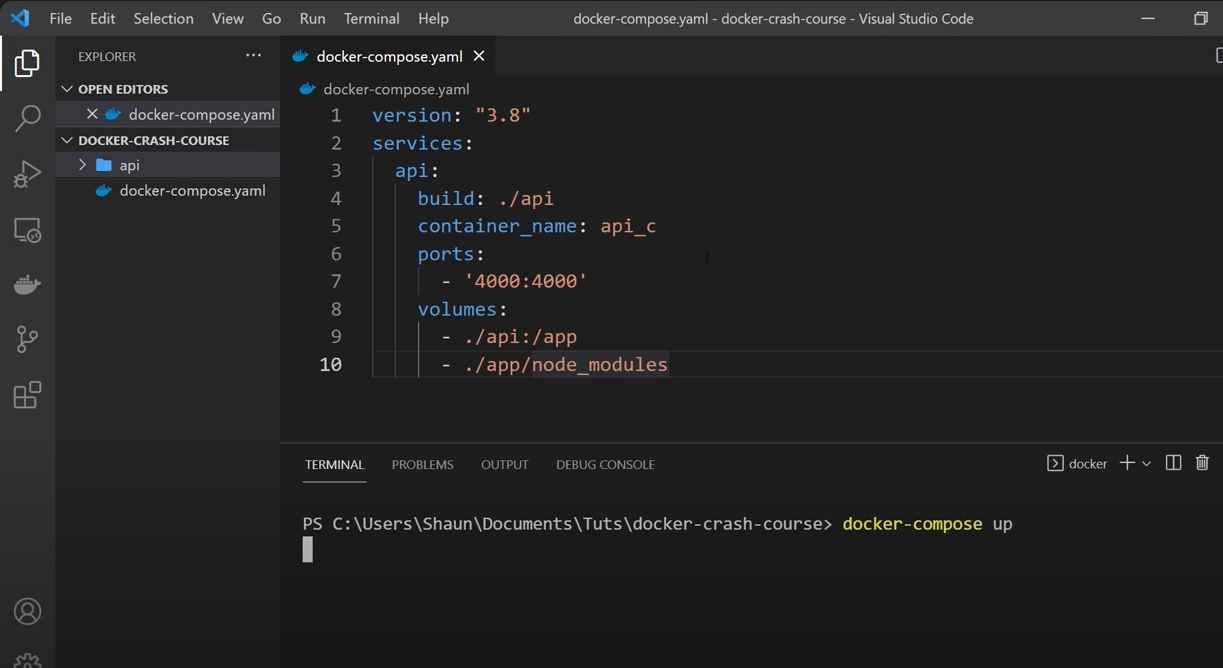 File Edit Selection View Go Run Terminal Help
docker-compose.yaml - docker-crash-course - Visual Studio Code
EXPLORER
OPEN EDITORS
docker-compose.yaml
DOCKER-CRASH-COURSE
api
docker-compose.yaml
docker-compose.yaml
docker-compose.yaml
1 version: "3.8"
2 services:
3 api:
4 build: ./api
5 container_name: api_c
6 ports:
7 - '4000:4000'
8 volumes:
9 - ./api:/app
10 - ./app/node_modules
TERMINAL PROBLEMS OUTPUT DEBUG CONSOLE
docker
PS C:\Users\Shaun\Documents\Tuts\docker-crash-course> docker-compose up